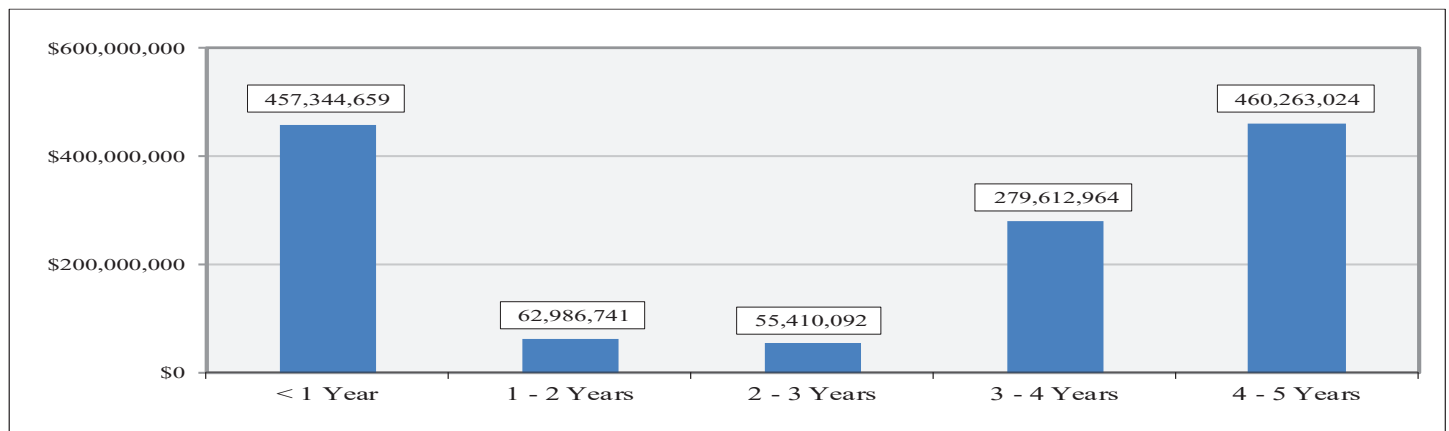 $600,000,000
457,344,659
460,263,024
$400,000,000
279,612,964
$200,000,000
62,986,741
55,410,092
$0
< 1 Year
1 - 2 Years
2 - 3 Years
3 - 4 Years
4 - 5 Years